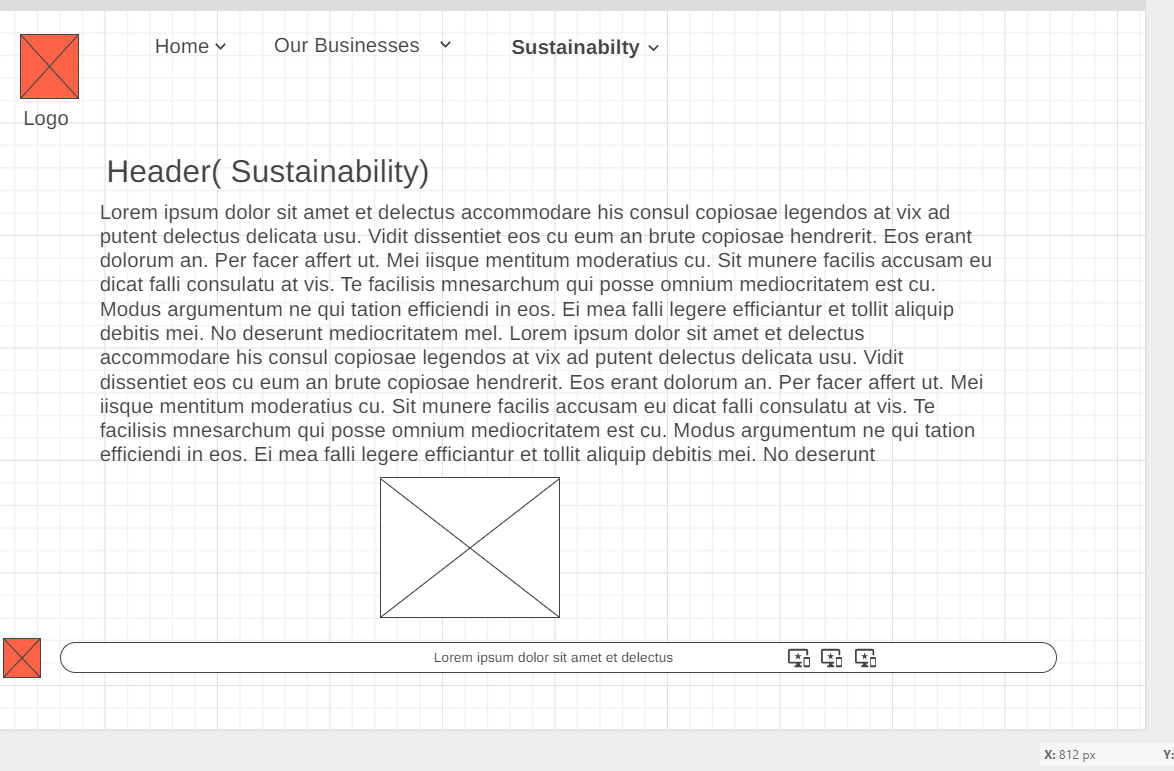 Home
Our Businesses
Sustainabilty
Logo
Header( Sustainability)
Lorem ipsum dolor sit amet et delectus accommodare his consul copiosae legendos at vix ad
putent delectus delicata usu. Vidit dissentiet eos cu eum an brute copiosae hendrerit. Eos erant
dolorum an. Per facer affert ut. Mei iisque mentitum moderatius cu. Sit munere facilis accusam eu
dicat falli consulatu at vis. Te facilisis mnesarchum qui posse omnium mediocritatem est cu.
Modus argumentum ne qui tation efficiendi in eos. Ei mea falli legere efficiantur et tollit aliquip
debitis mei. No deserunt mediocritatem mel. Lorem ipsum dolor sit amet et delectus
accommodare his consul copiosae legendos at vix ad putent delectus delicata usu. Vidit
dissentiet eos cu eum an brute copiosae hendrerit. Eos erant dolorum an. Per facer affert ut. Mei
iisque mentitum moderatius cu. Sit munere facilis accusam eu dicat falli consulatu at vis. Te
facilisis mnesarchum qui posse omnium mediocritatem est cu. Modus argumentum ne qui tation
efficiendi in eos. Ei mea falli legere efficiantur et tollit aliquip debitis mei. No deserunt
Lorem ipsum dolor sit amet et delectus
X: 812 px Y: